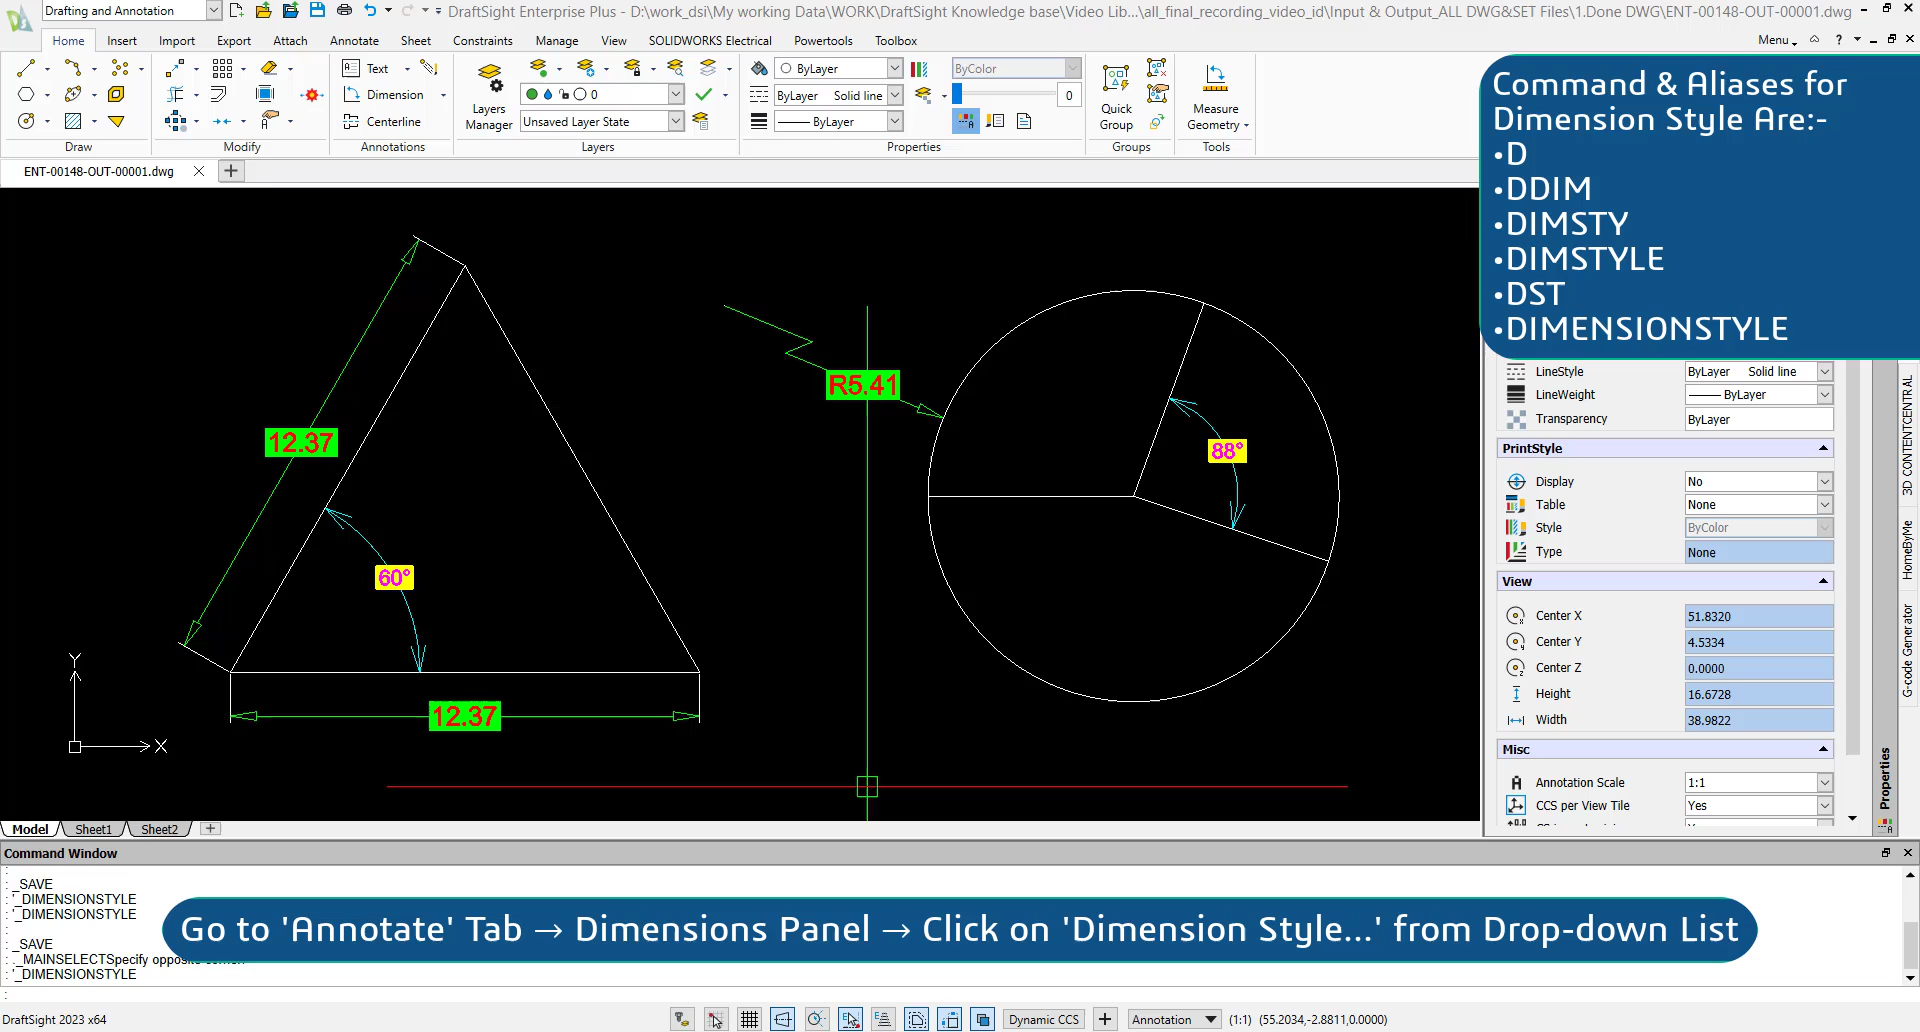 Drafting and Annotation
DraftSight Enterprise Plus - D:\work_dsi\My working Data\WORK\DraftSight Knowledge base\Video Lib...\all_final_recording_video_id\Input & Output_ALL DWG&SET Files\1.Done DWG\ENT-00148-OUT-00001.dwg
Home Insert Import Export Attach Annotate Sheet Constraints Manage View SOLIDWORKS Electrical Powertools Toolbox
Menu ?
Text
Dimension
Centerline
Layers
Manager
0
Unsaved Layer State
ByLayer
ByLayer Solid line
ByLayer
ByColor
0
Quick
Group
Measure
Geometry
Draw Modify Annotations Layers Properties Groups Tools
ENT-00148-OUT-00001.dwg
Command & Aliases for
Dimension Style Are:-
•D
•DDIM
•DIMSTY
•DIMSTYLE
•DST
•DIMENSIONSTYLE
12.37
60°
12.37
R5.41
88°
Y
X
LineStyle ByLayer Solid line
LineWeight ByLayer
Transparency ByLayer
PrintStyle
Display No
Table None
Style ByColor
Type None
View
Center X 51.8320
Center Y 4.5334
Center Z 0.0000
Height 16.6728
Width 38.9822
Misc
Annotation Scale 1:1
CCS per View Tile Yes
3D CONTENTCENTRAL
HomeByMe
G-code Generator
Properties
Model Sheet1 Sheet2
Command Window
:
: _SAVE
: '_DIMENSIONSTYLE
: '_DIMENSIONSTYLE
:
: _SAVE
: ._MAINSELECTSpecify
: '_DIMENSIONSTYLE
:
Go to 'Annotate' Tab → Dimensions Panel → Click on 'Dimension Style...' from Drop-down List
DraftSight 2023 x64
Dynamic CCS
Annotation
(1:1) (55.2034,-2.8811,0.0000)